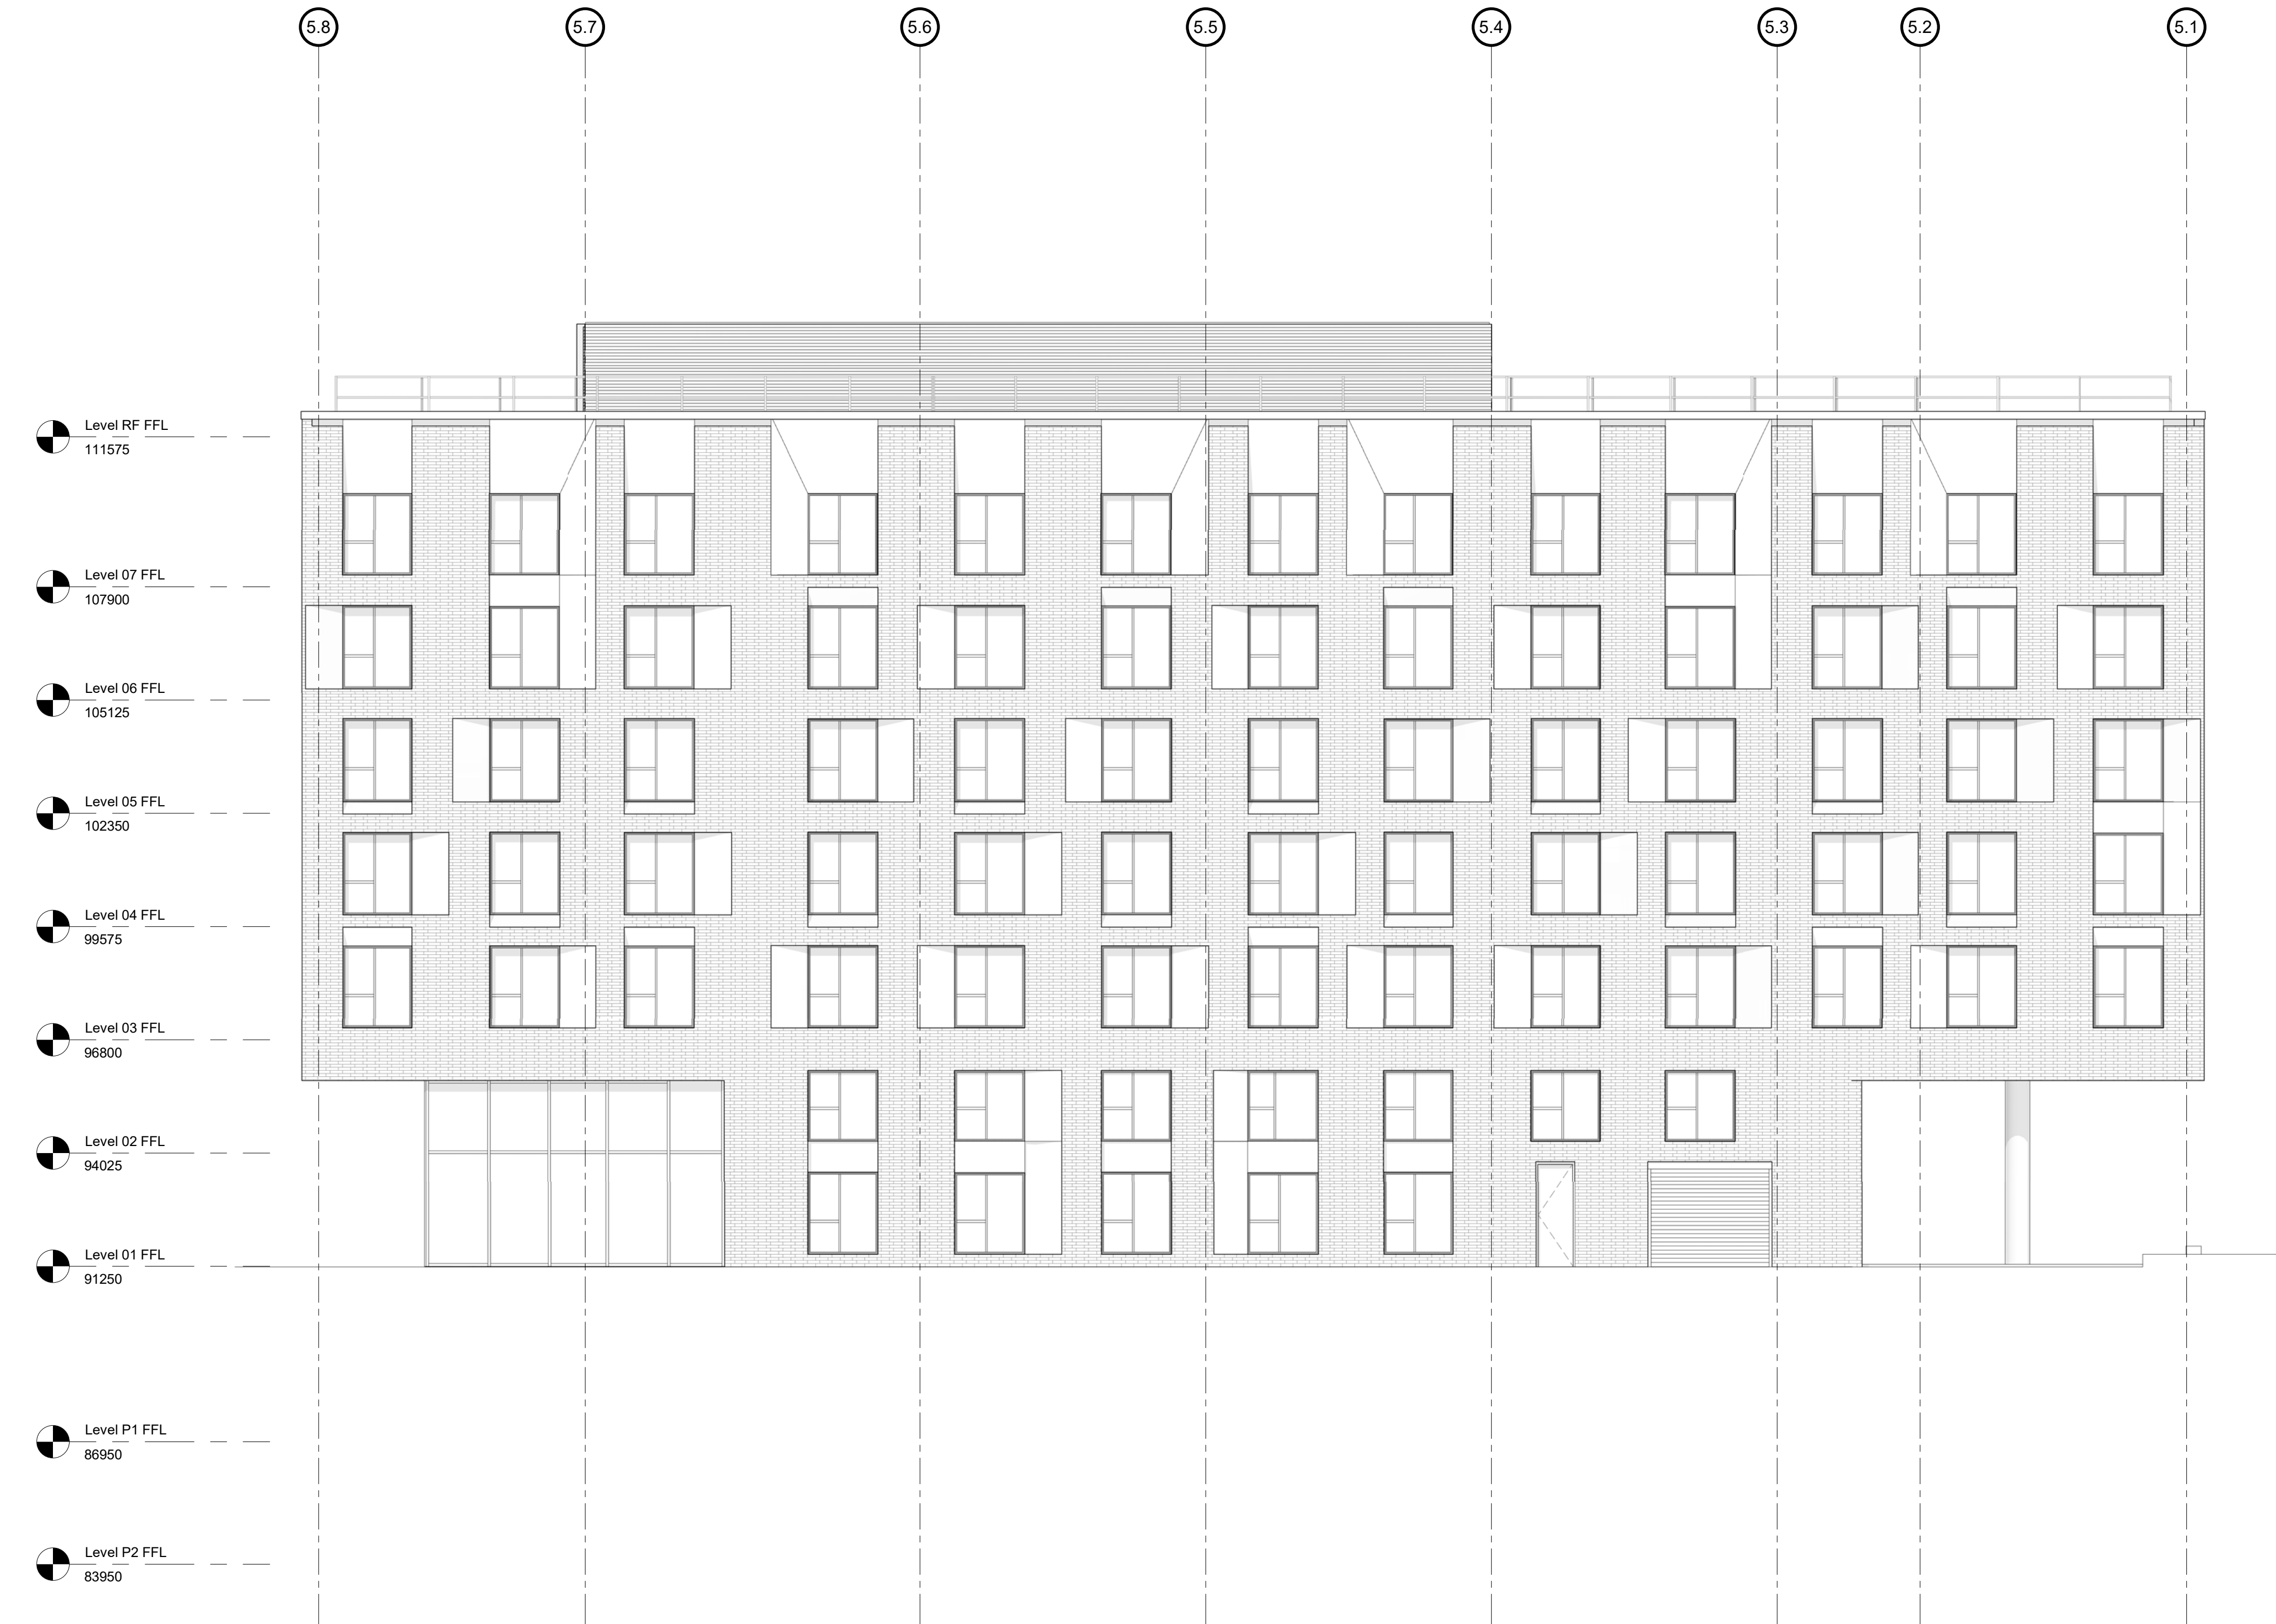 5.8 5.7 5.6 5.5 5.4 5.3 5.2 5.1
Level RF FFL
111575
Level 07 FFL
107900
Level 06 FFL
105125
Level 05 FFL
102350
Level 04 FFL
99575
Level 03 FFL
96800
Level 02 FFL
94025
Level 01 FFL
91250
Level P1 FFL
86950
Level P2 FFL
83950